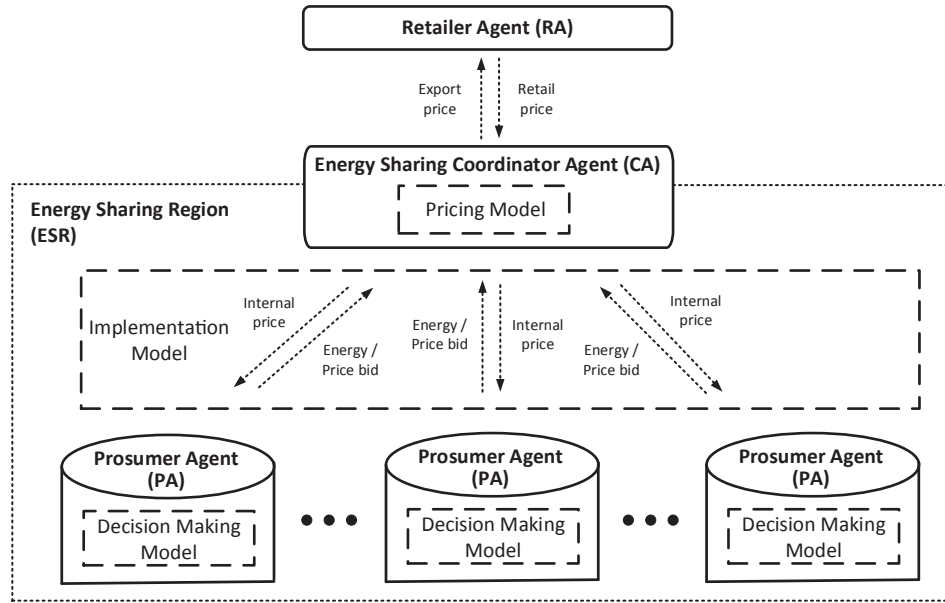 Retailer Agent (RA)
Export
price
Retail
price
Energy Sharing Coordinator Agent (CA)
Pricing Model
Energy Sharing Region
(ESR)
Implementation
Model
Internal
price
Energy /
Price bid
Energy /
Price bid
Internal
price
Energy /
Price bid
Internal
price
Prosumer Agent
(PA)
Decision Making
Model
Prosumer Agent
(PA)
Decision Making
Model
Prosumer Agent
(PA)
Decision Making
Model